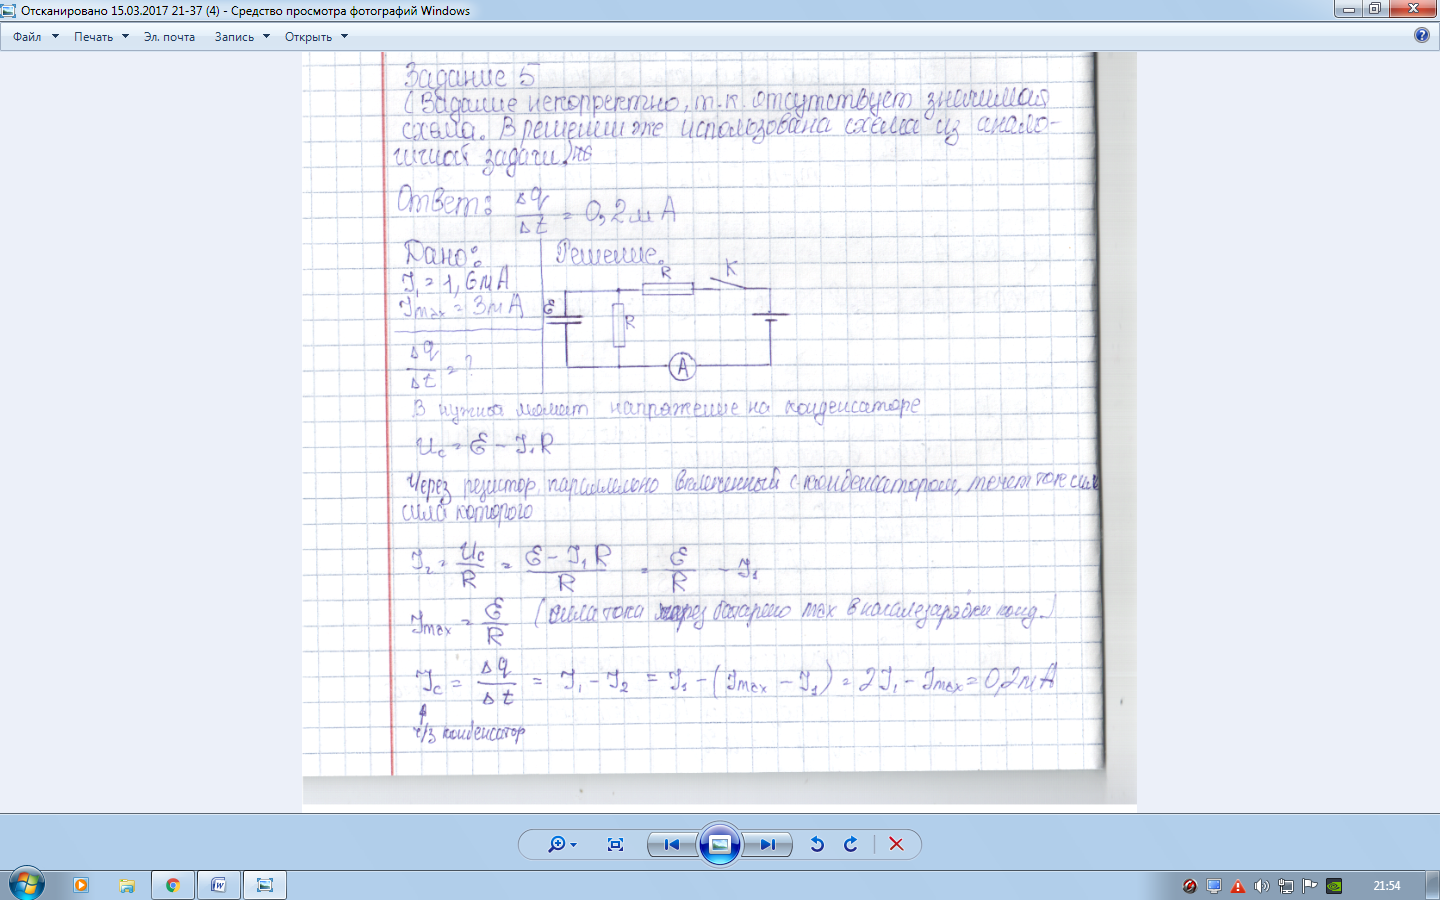 Отсканировано 15.03.2017 21-37 (4) - Средство просмотра фотографий Windows
Файл Печать Эл. почта Запись Открыть
Задание 5
(Задание некорректно, т.к. отсутствует значимая
схема. В решении же использована схема из анало-
гичной задачи)
Ответ: Δq/Δt = 0,2 мА
Дано: Решение.
I₁ = 1,6 мА
Imax = 3 мА
Δq/Δt = ?
R K
ℰ R
A
В нужный момент напряжение на конденсаторе
Uc = ℰ - I₁R
Через резистор, параллельно включенный с конденсатором, течет ток
сила которого
I₂ = Uc/R = (ℰ - I₁R)/R = ℰ/R - I₁
Imax = ℰ/R (сила тока через батарею max в начале зарядки конд.)
Ic = Δq/Δt = I₁ - I₂ = I₁ - (Imax - I₁) = 2I₁ - Imax = 0,2 мА
ч/з конденсатор
21:54